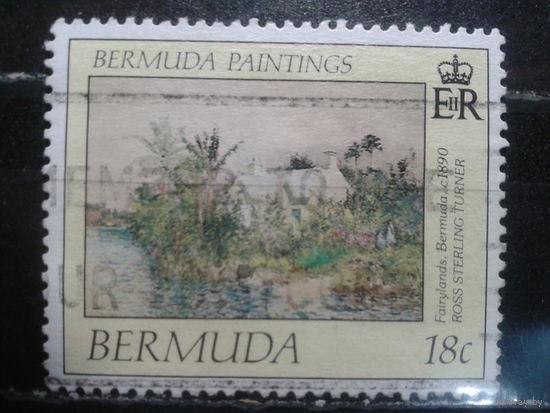 BERMUDA PAINTINGS
EIIR
Fairylands, Bermuda c1890
ROSS STERLING TURNER
BERMUDA
18c